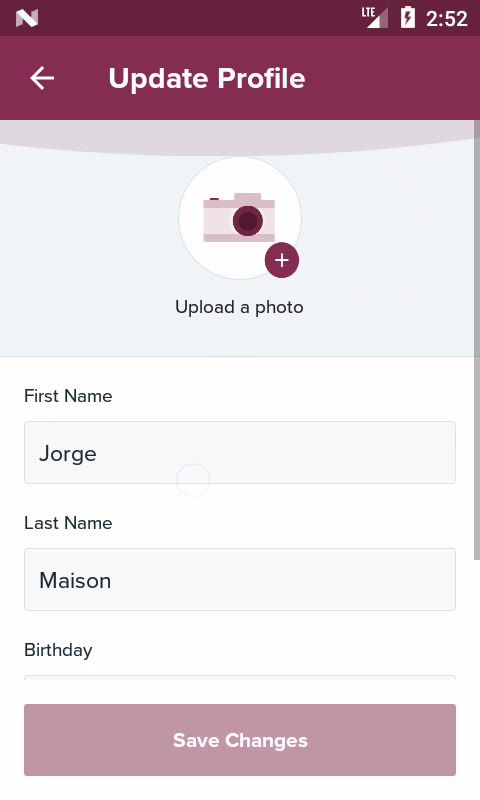 LTE 2:52
Update Profile
Upload a photo
First Name
Jorge
Last Name
Maison
Birthday
Save Changes